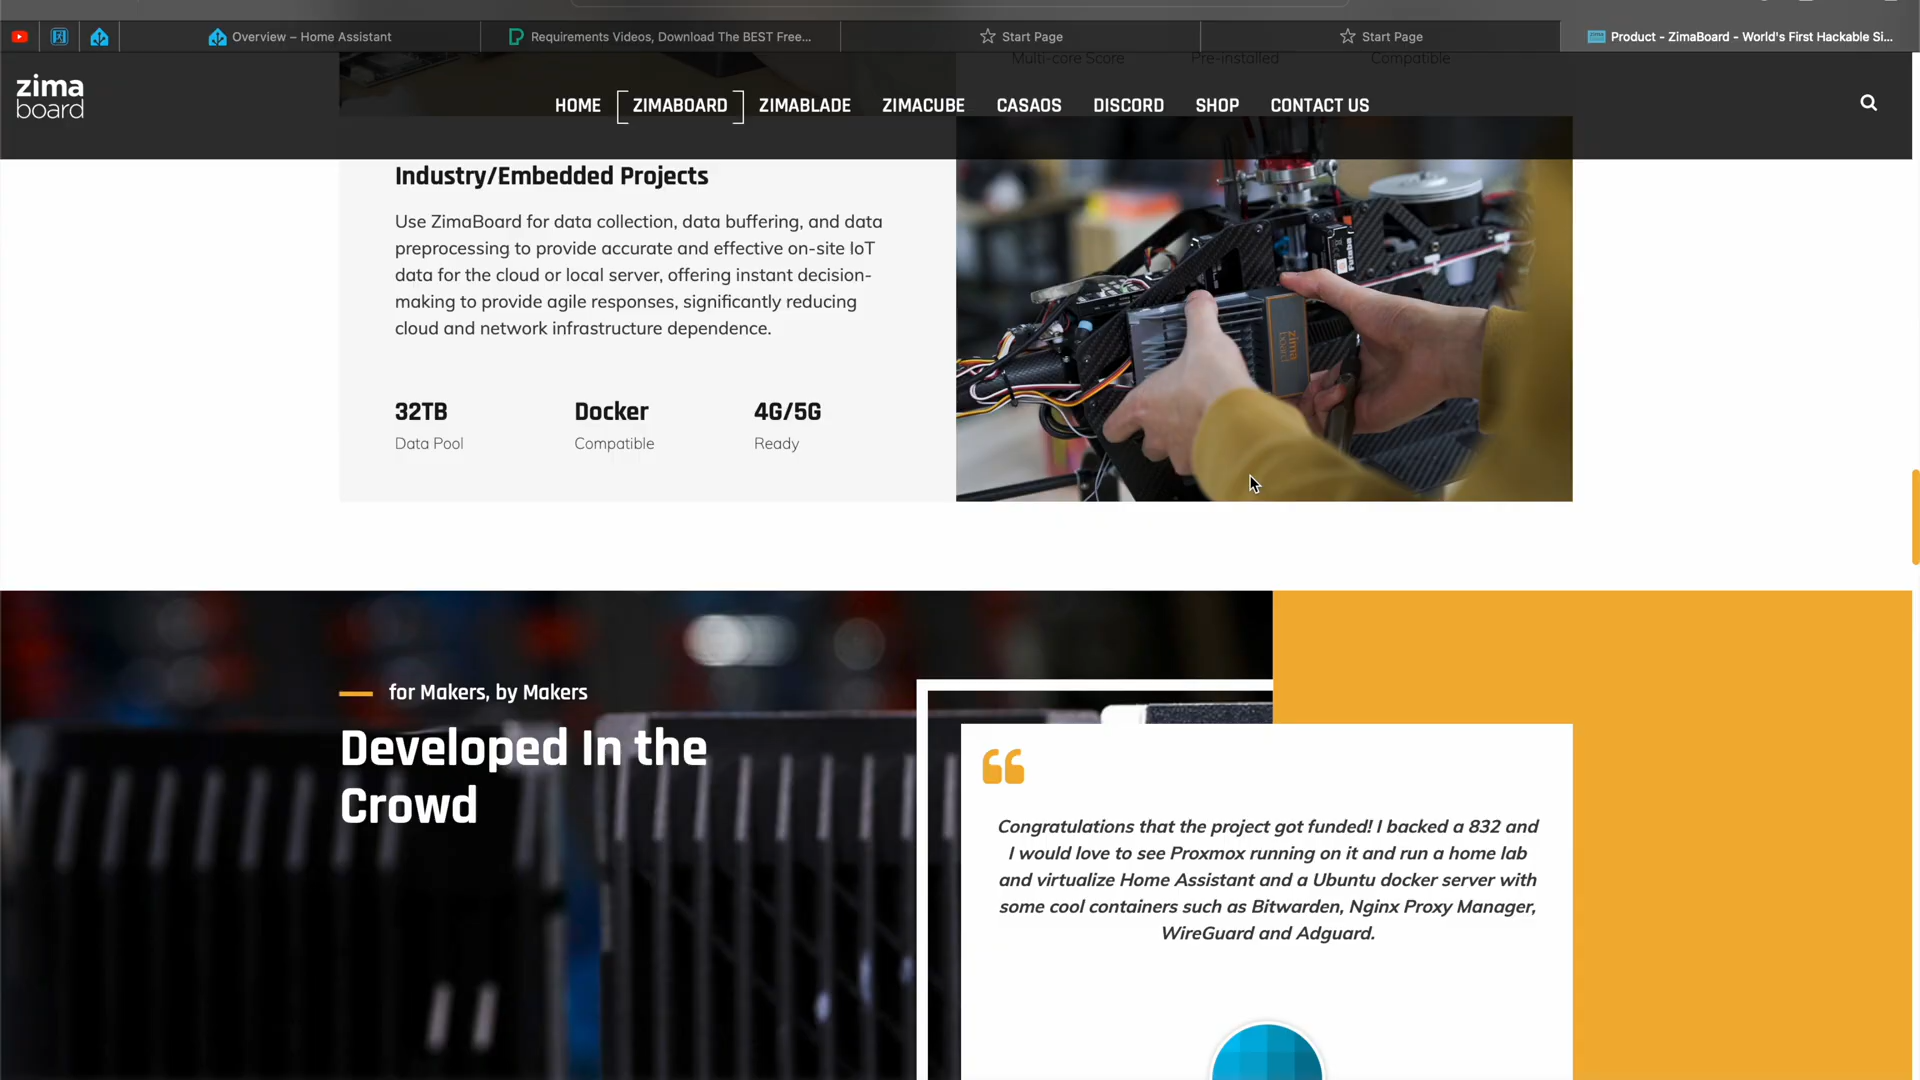 Overview – Home Assistant
Requirements Videos, Download The BEST Free...
Start Page
Start Page
Product - ZimaBoard - World's First Hackable Si...
Multi-core Score
Pre-installed
Compatible
zima
board
HOME
ZIMABOARD
ZIMABLADE
ZIMACUBE
CASAOS
DISCORD
SHOP
CONTACT US
Industry/Embedded Projects
Use ZimaBoard for data collection, data buffering, and data
preprocessing to provide accurate and effective on-site IoT
data for the cloud or local server, offering instant decision-
making to provide agile responses, significantly reducing
cloud and network infrastructure dependence.
32TB
Data Pool
Docker
Compatible
4G/5G
Ready
Futaba
zima
board
for Makers, by Makers
Developed In the
Crowd
Congratulations that the project got funded! I backed a 832 and
I would love to see Proxmox running on it and run a home lab
and virtualize Home Assistant and a Ubuntu docker server with
some cool containers such as Bitwarden, Nginx Proxy Manager,
WireGuard and Adguard.